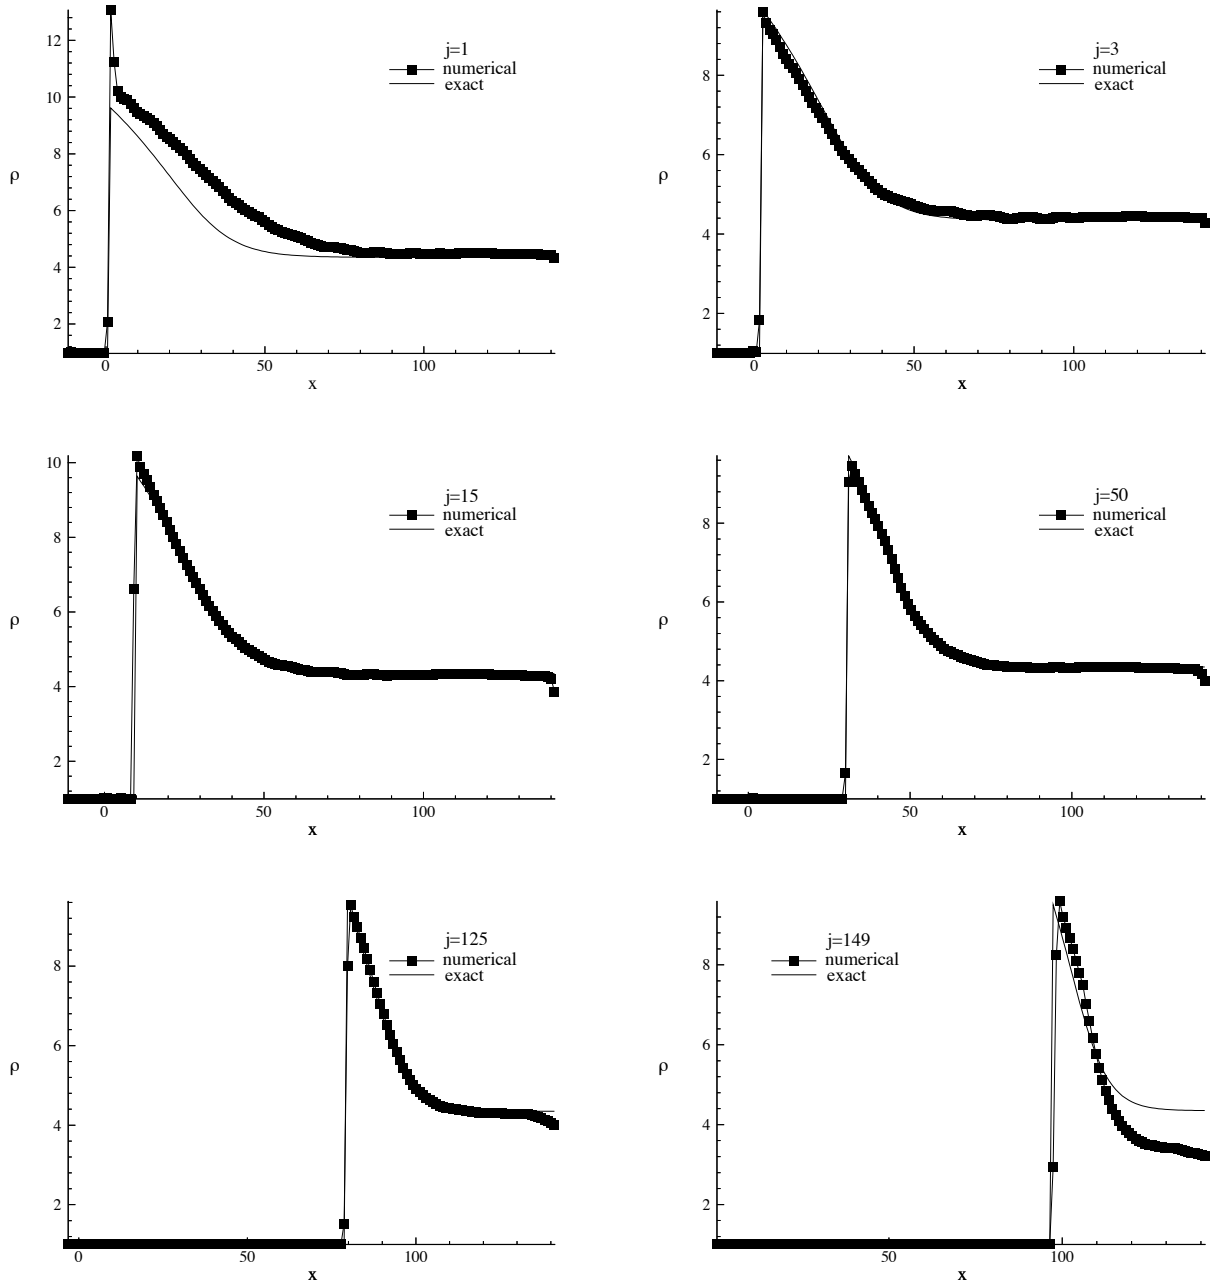 j=1
numerical
exact
12
10
8
6
4
2
ρ
0 50 100
x
j=3
numerical
exact
8
6
4
2
ρ
0 50 100
x
j=15
numerical
exact
10
8
6
4
2
ρ
0 50 100
x
j=50
numerical
exact
8
6
4
2
ρ
0 50 100
x
j=125
numerical
exact
8
6
4
2
ρ
0 50 100
x
j=149
numerical
exact
8
6
4
2
ρ
50 100
x